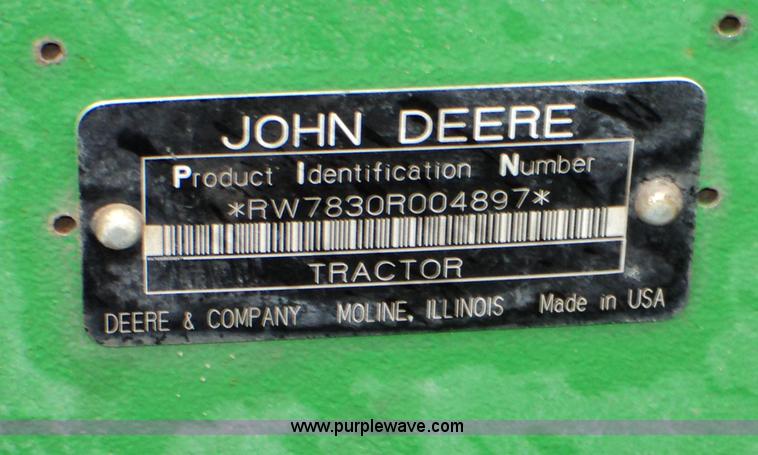 JOHN DEERE
Product Identification Number
*RW7830R004897*
TRACTOR
DEERE & COMPANY MOLINE, ILLINOIS Made in USA
www.purplewave.com